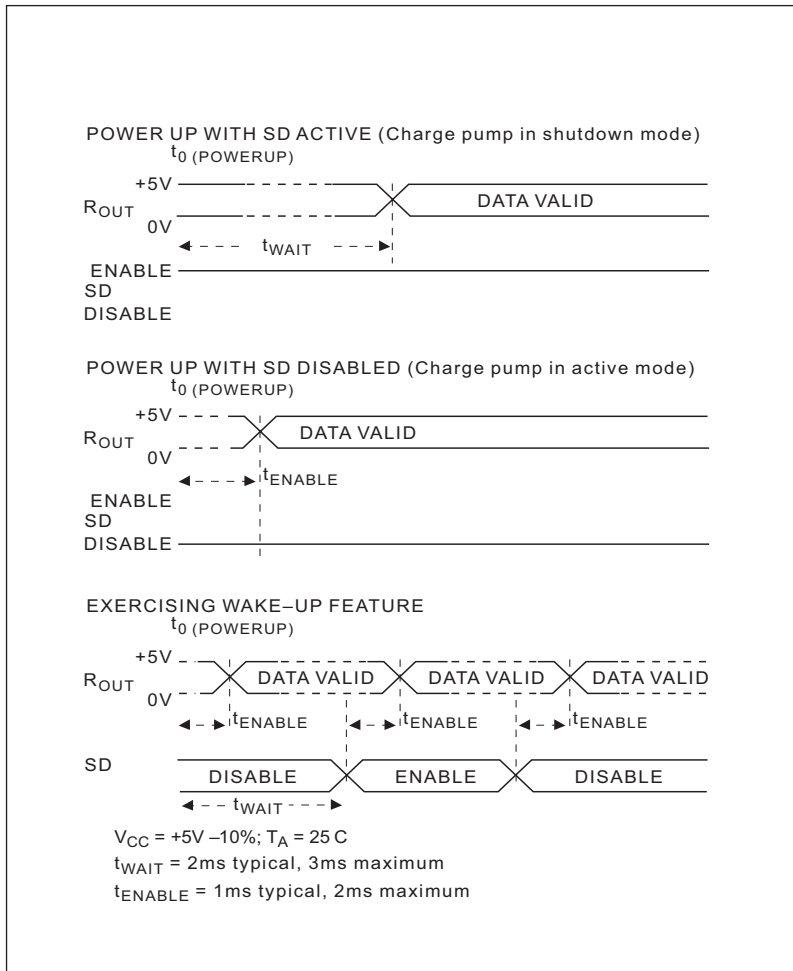 POWER UP WITH SD ACTIVE (Charge pump in shutdown mode)
t0 (POWERUP)
+5V
ROUT
DATA VALID
0V
tWAIT
ENABLE
SD
DISABLE
POWER UP WITH SD DISABLED (Charge pump in active mode)
t0 (POWERUP)
+5V
ROUT
DATA VALID
0V
tENABLE
ENABLE
SD
DISABLE
EXERCISING WAKE–UP FEATURE
t0 (POWERUP)
+5V
ROUT
DATA VALID DATA VALID DATA VALID
0V
tENABLE tENABLE tENABLE
SD
DISABLE ENABLE DISABLE
tWAIT
VCC = +5V –10%; TA = 25 C
tWAIT = 2ms typical, 3ms maximum
tENABLE = 1ms typical, 2ms maximum